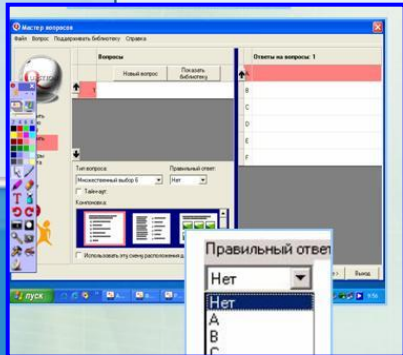 Мастер вопросов
Файл Вопрос Поддерживать библиотеку Справка
Вопросы
Новый вопрос
Показать библиотеку
1
Ответы на вопросы: 1
A
B
C
D
E
F
Тип вопроса:
Правильный ответ:
Множественный выбор 6
Нет
Тайм-аут:
Компоновка:
Использовать эту схему расположения д
Выход
Правильный ответ
Нет
Нет
A
B
C
пуск